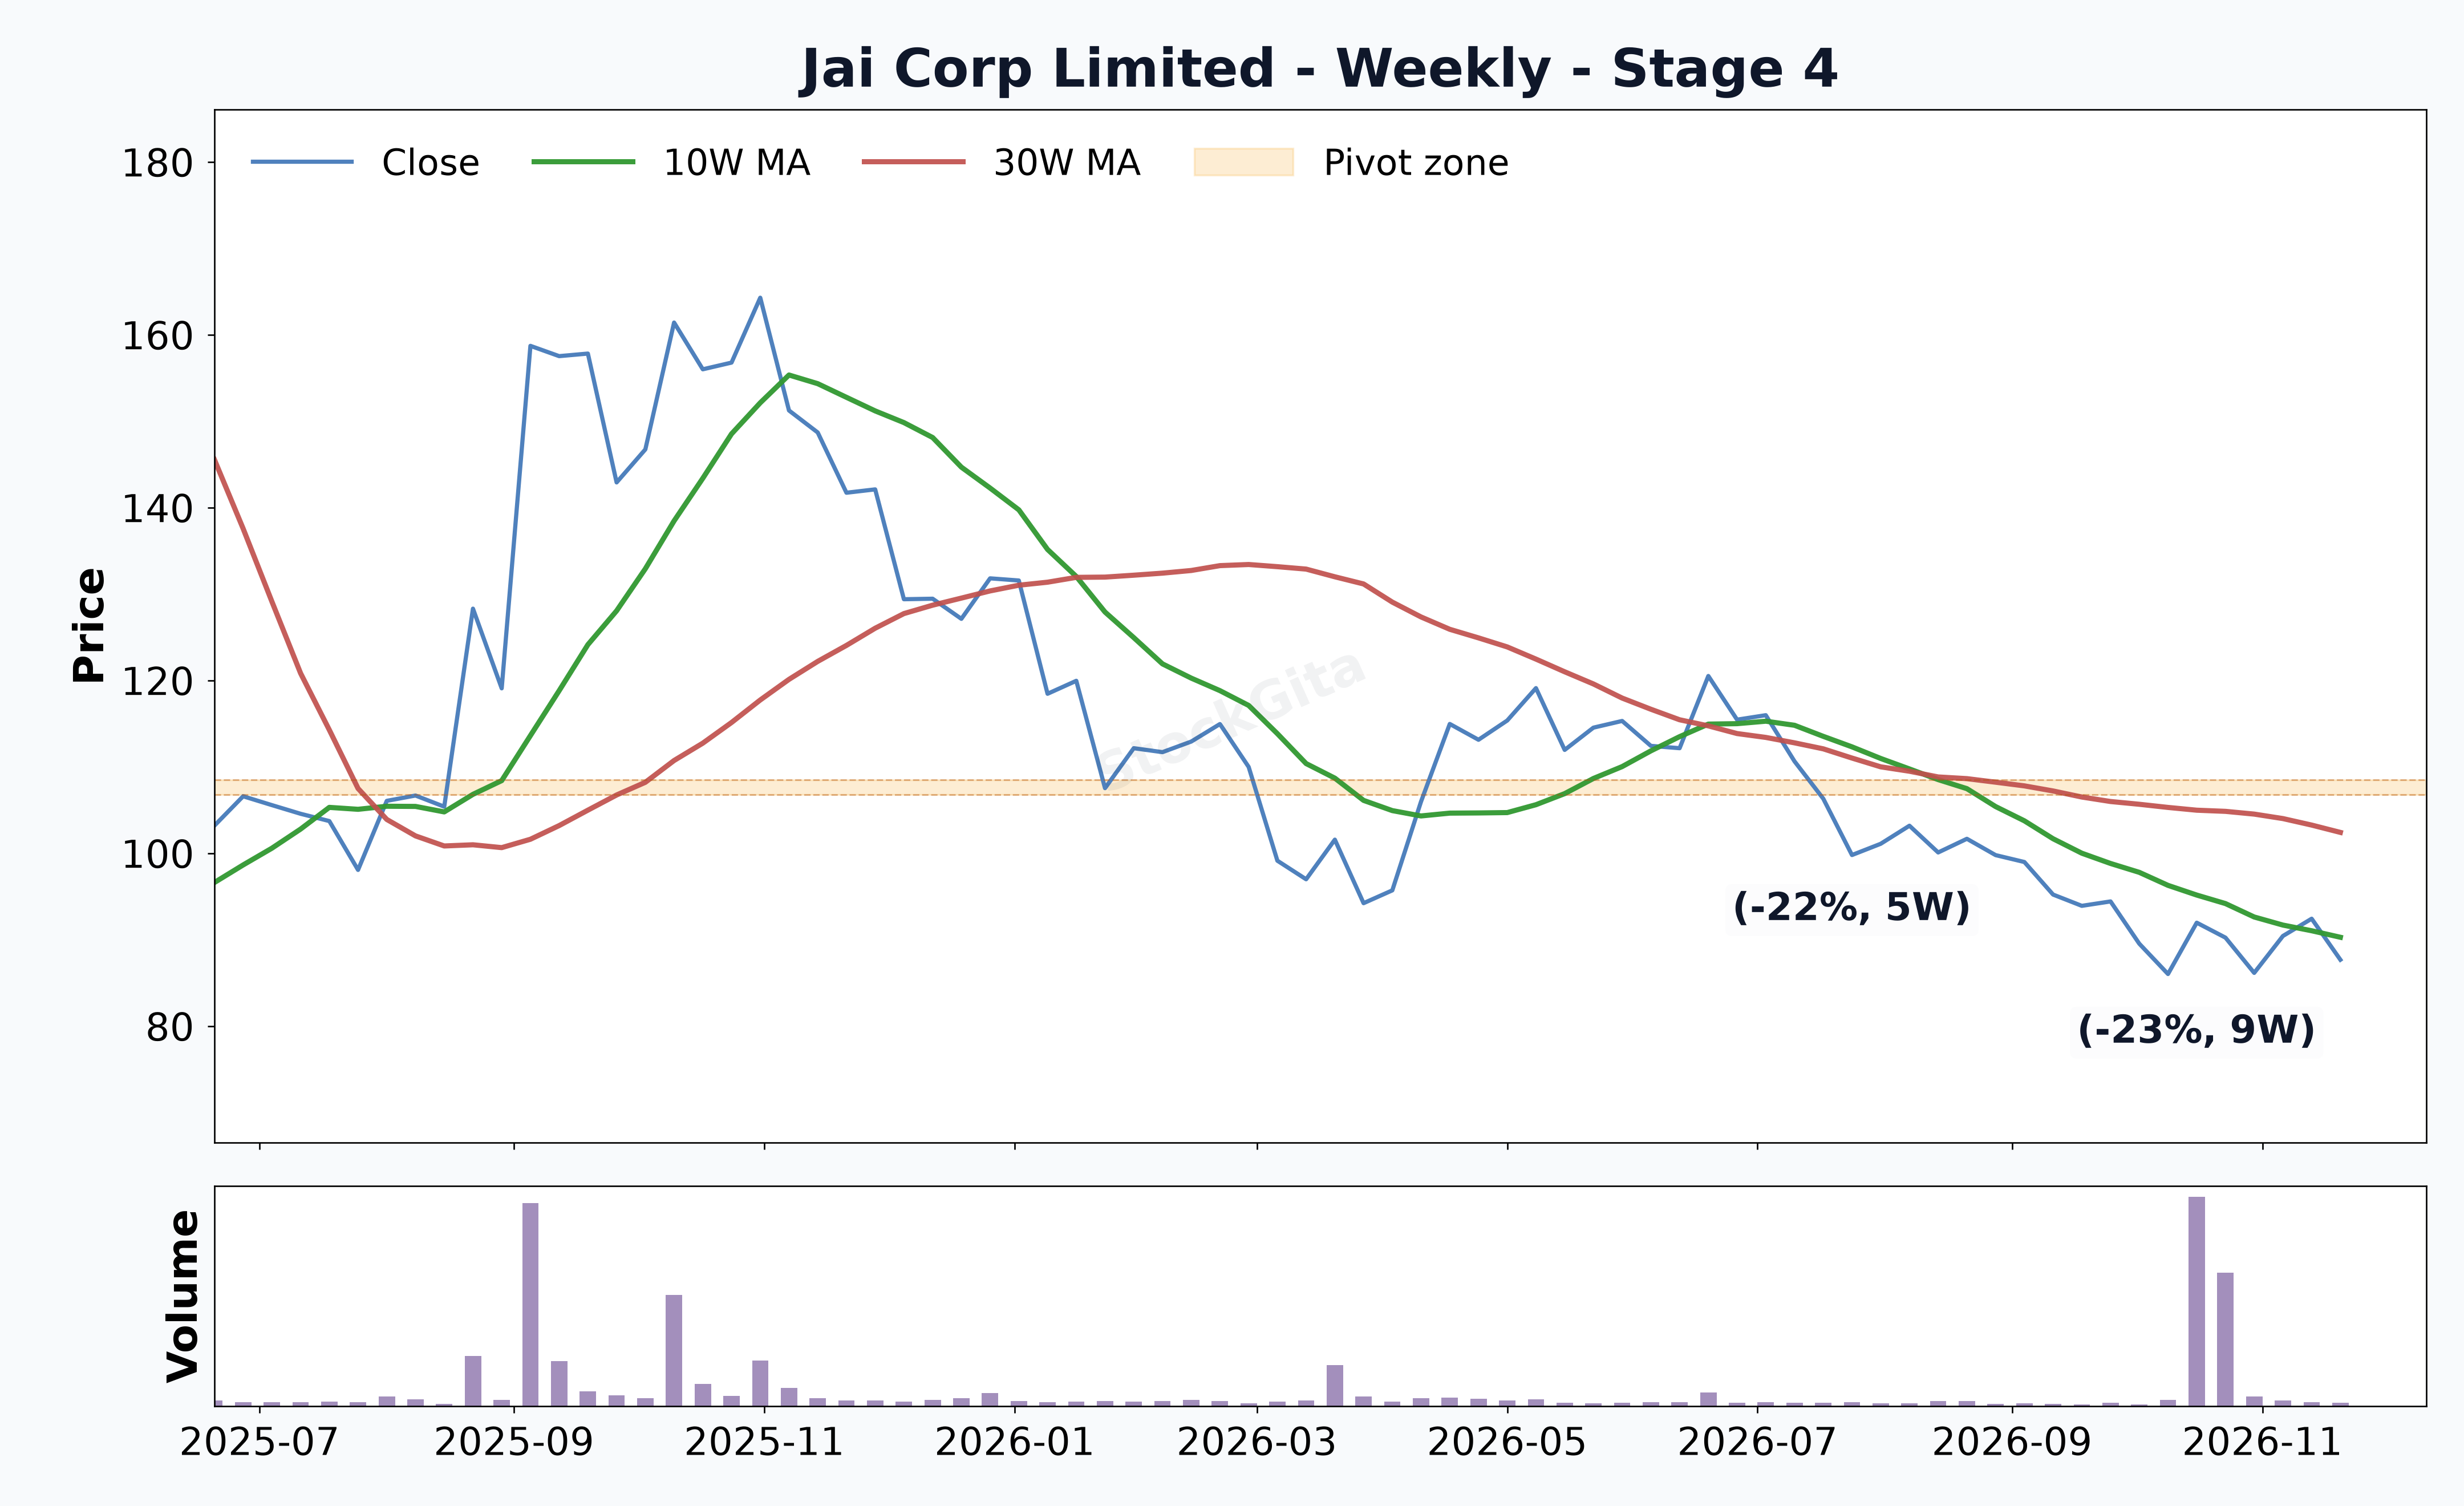 Jai Corp Limited - Weekly - Stage 4
Close 10W MA 30W MA Pivot zone
Price
180
160
140
120
100
80
StockGita
(-22%, 5W)
(-23%, 9W)
Volume
2025-07 2025-09 2025-11 2026-01 2026-03 2026-05 2026-07 2026-09 2026-11